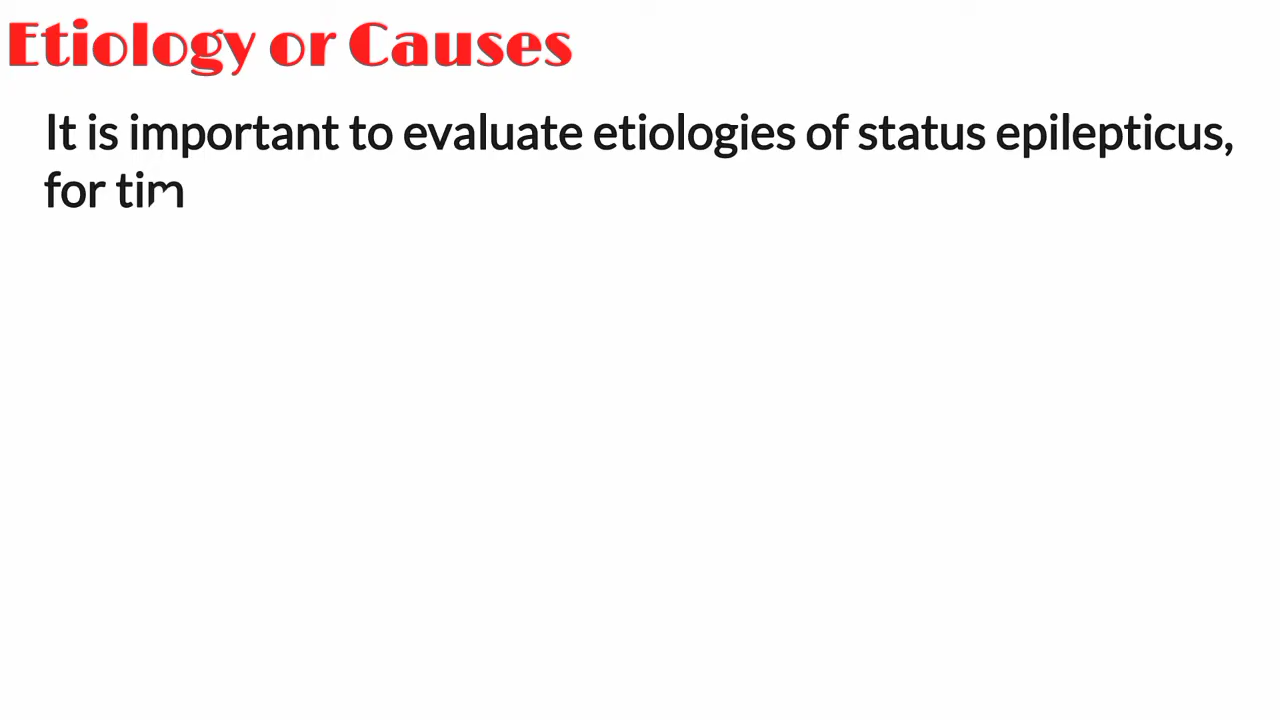 Etiology or Causes
It is important to evaluate etiologies of status epilepticus,
for tim